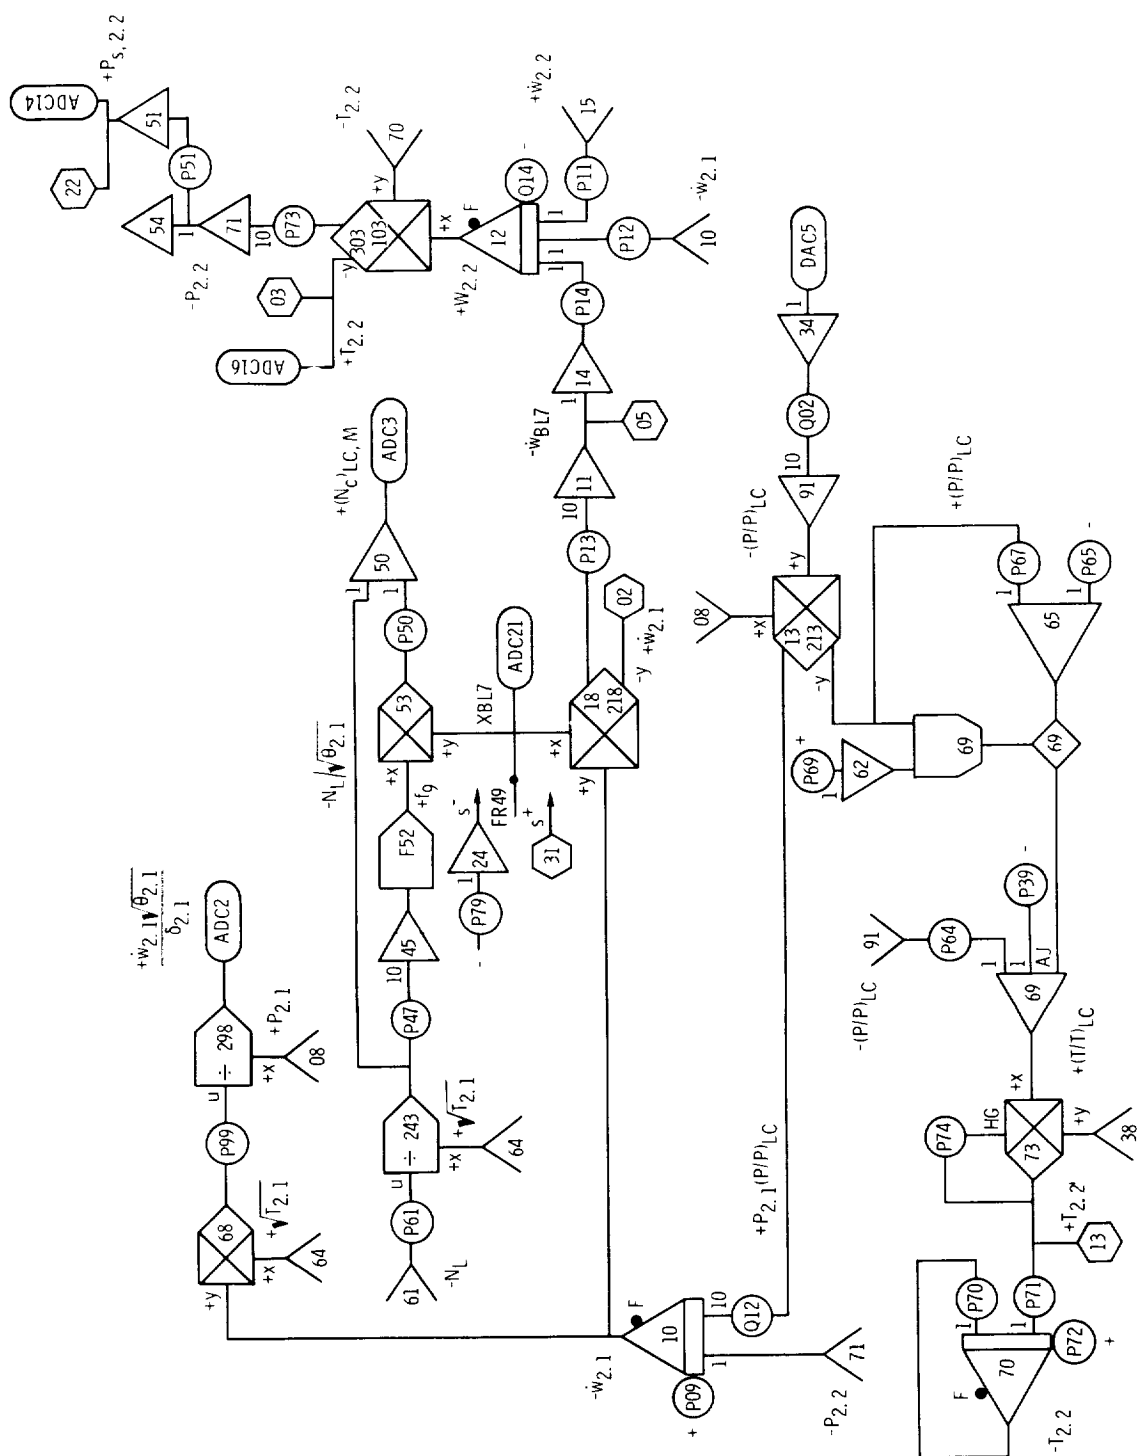 ADC14
+P_s, 2.2
22
51
P51
54
1
71
-P_2.2
10
P73
-T_2.2
70
+y
303
103
-y
03
ADC16
+T_2.2
+x
+W_2.2
12
F
Q14
-
+ẇ_2.2
15
P11
1
1
1
P12
-ẇ_2.1
10
P14
14
1
-ẇ_BL7
05
11
10
P13
+(N_c)_LC, M
ADC3
50
1
1
P50
-N_L/√θ_2.1
53
+x
+y
+f_9
F52
45
10
P47
XBL7
ADC21
FR49
s^-
24
1
P79
-
s^+
31
+x
+y
18
218
-y
02
+ẇ_2.1
+ẇ_2.1√θ_2.1
δ_2.1
ADC2
÷ 298
u
+x
+P_2.1
08
P99
68
+y
+x
+√T_2.1
64
÷ 243
u
+x
+√T_2.1
64
P61
61
-N_L
-ẇ_2.1
10
F
P09
+
1
10
Q12
-P_2.2
71
+P_2.1(P/P)_LC
DAC5
1
34
Q02
10
91
-(P/P)_LC
+y
08
+x
13
213
-y
+(P/P)_LC
P67
1
P65
1
-
65
69
+
P69
1
62
69
P39
-
91
P64
-(P/P)_LC
1
1
AJ
69
+(T/T)_LC
+x
HG
P74
73
+y
38
+T_2.2'
13
P70
1
P71
1
P72
+
70
F
-T_2.2